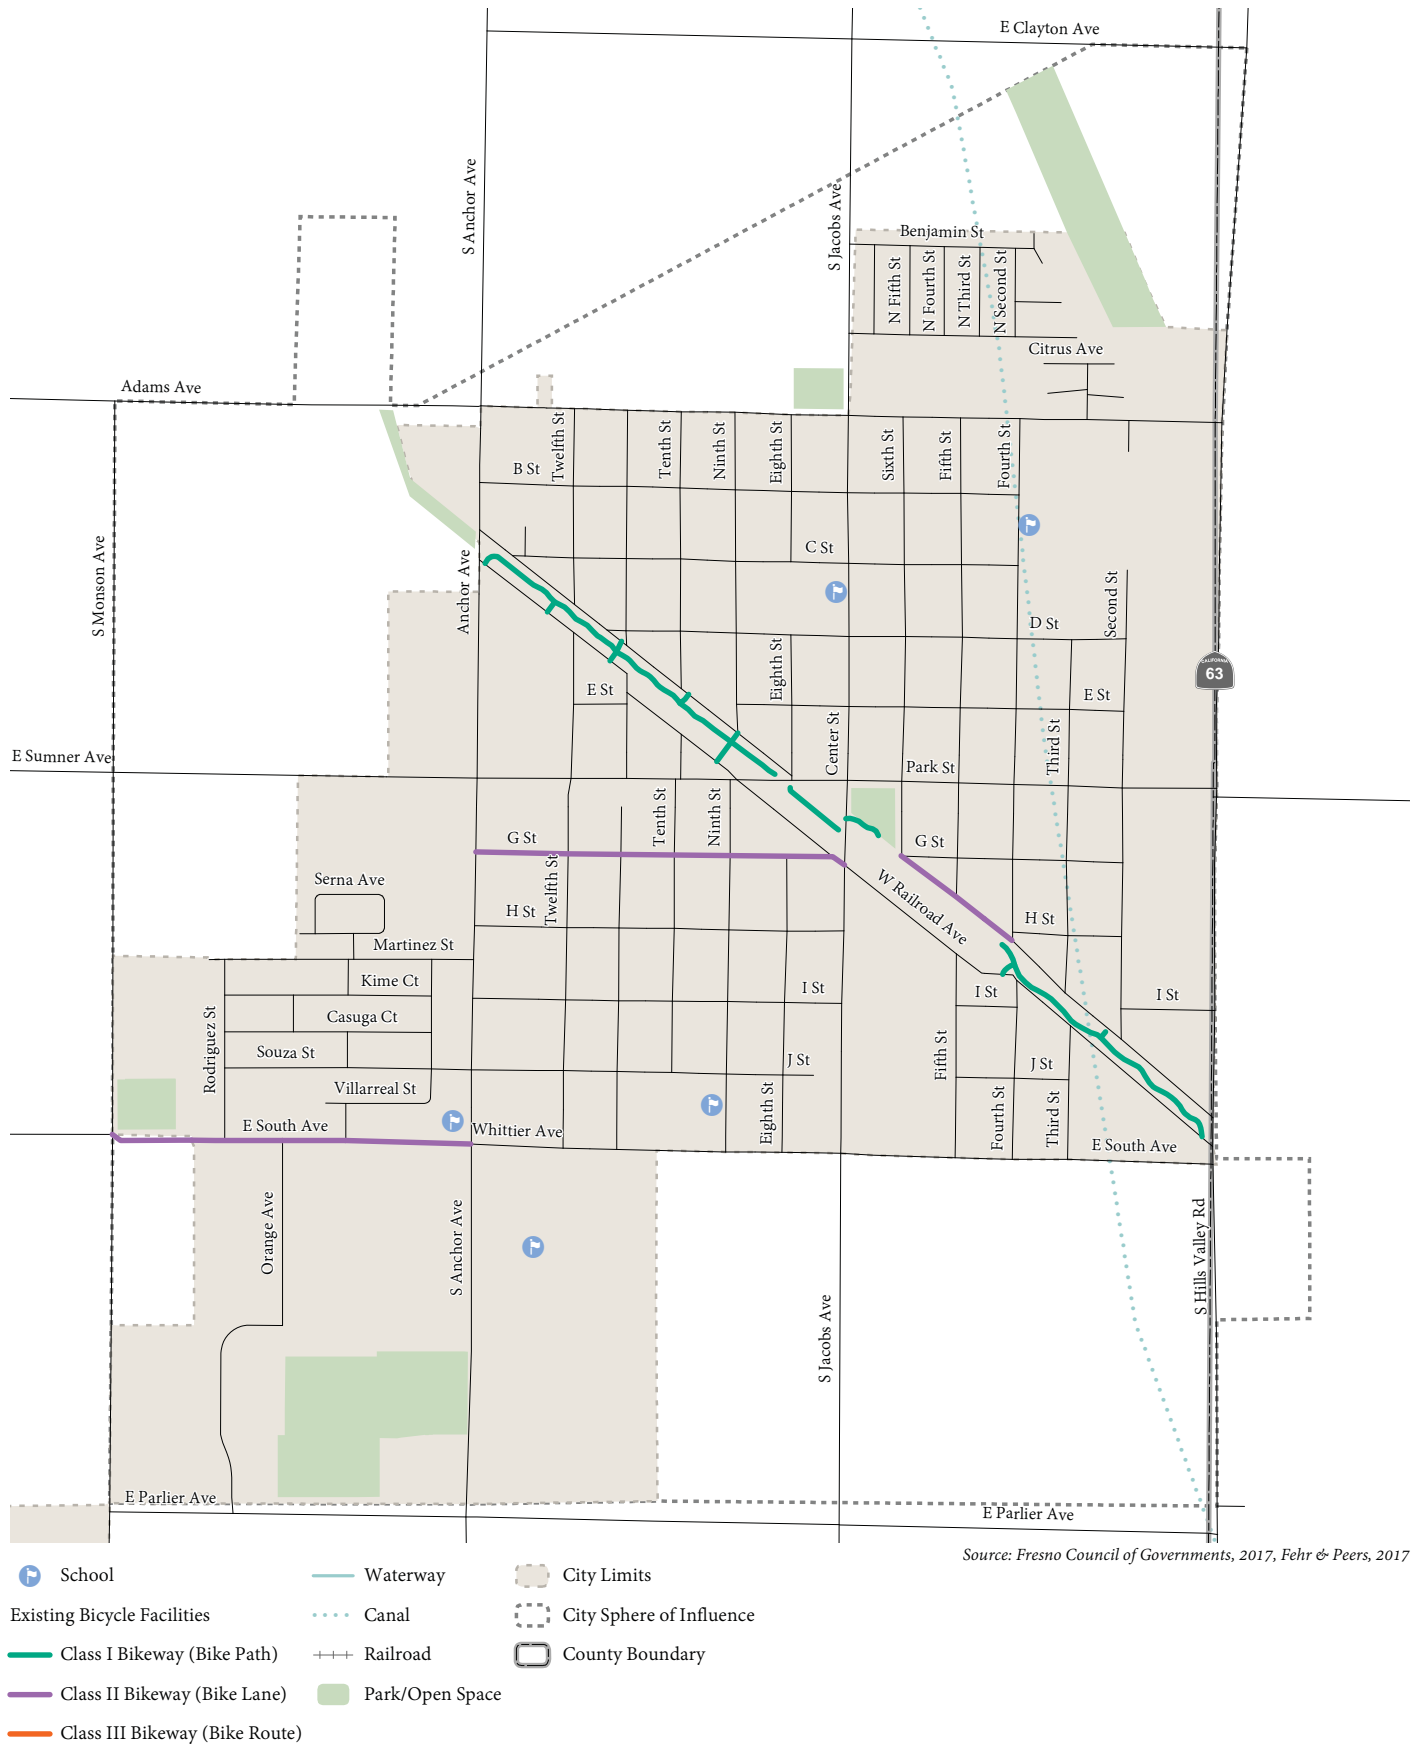 E Clayton Ave
S Anchor Ave
S Jacobs Ave
Benjamin St
N Fifth St
N Fourth St
N Third St
N Second St
Citrus Ave
Adams Ave
Twelfth St
Tenth St
Ninth St
Eighth St
Sixth St
Fifth St
Fourth St
B St
C St
S Monson Ave
Anchor Ave
Second St
D St
CALIFORNIA
63
Eighth St
E St
E St
Center St
Third St
E Sumner Ave
Park St
Tenth St
Ninth St
G St
G St
Serna Ave
Twelfth St
W Railroad Ave
H St
H St
Martinez St
Kime Ct
I St
I St
I St
Casuga Ct
Rodriguez St
Souza St
J St
Fifth St
J St
Villarreal St
Eighth St
Fourth St
Third St
E South Ave
Whittier Ave
E South Ave
Orange Ave
S Anchor Ave
S Hills Valley Rd
S Jacobs Ave
E Parlier Ave
E Parlier Ave
Source: Fresno Council of Governments, 2017, Fehr & Peers, 2017
School
Waterway
City Limits
Existing Bicycle Facilities
Canal
City Sphere of Influence
Class I Bikeway (Bike Path)
Railroad
County Boundary
Class II Bikeway (Bike Lane)
Park/Open Space
Class III Bikeway (Bike Route)